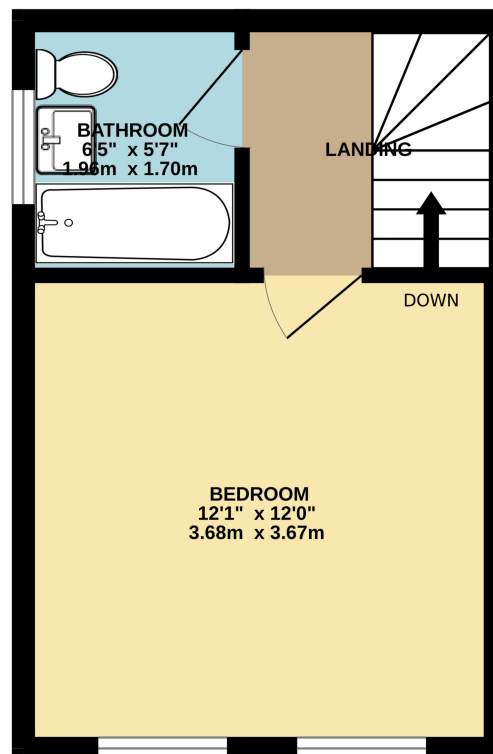 BATHROOM
6'5" x 5'7"
1.96m x 1.70m
LANDING
DOWN
BEDROOM
12'1" x 12'0"
3.68m x 3.67m